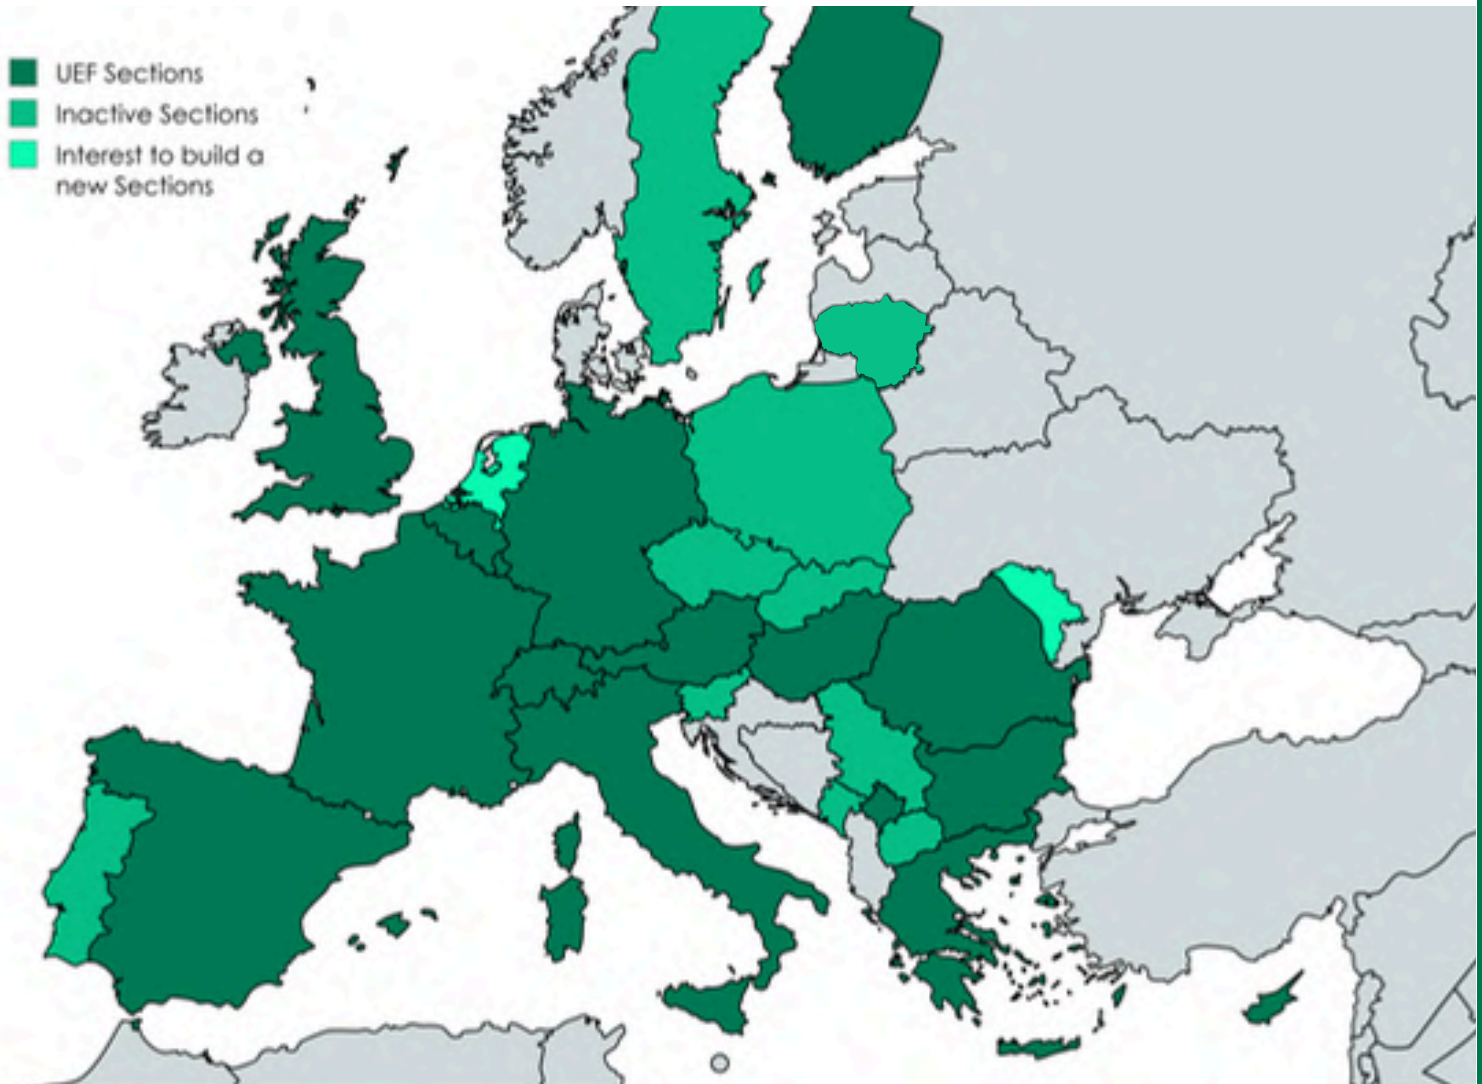 UEF Sections
Inactive Sections
Interest to build a
new Sections